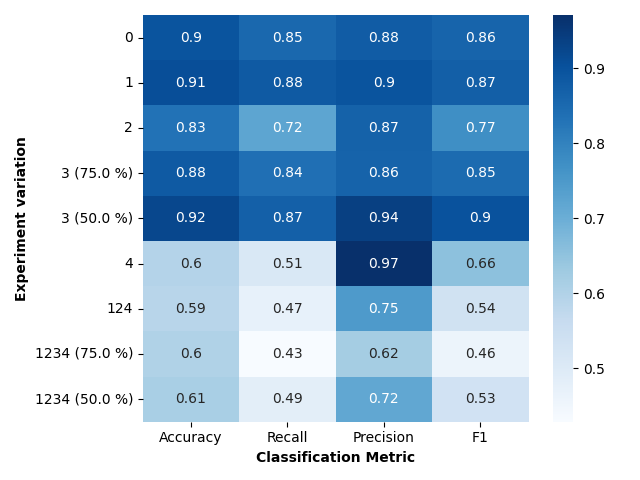 0 0.9 0.85 0.88 0.86
1 0.91 0.88 0.9 0.87
2 0.83 0.72 0.87 0.77
3 (75.0 %) 0.88 0.84 0.86 0.85
3 (50.0 %) 0.92 0.87 0.94 0.9
4 0.6 0.51 0.97 0.66
124 0.59 0.47 0.75 0.54
1234 (75.0 %) 0.6 0.43 0.62 0.46
1234 (50.0 %) 0.61 0.49 0.72 0.53
Accuracy Recall Precision F1
Classification Metric
Experiment variation
0.9
0.8
0.7
0.6
0.5